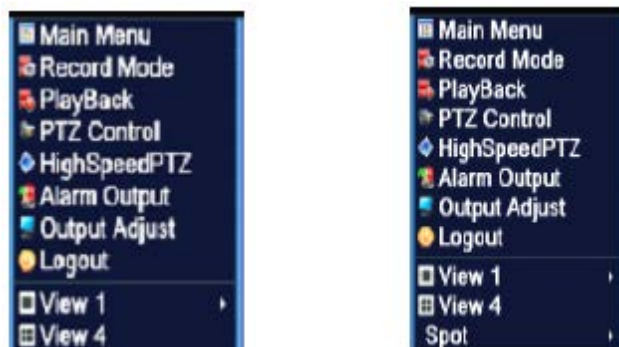 Main Menu
Record Mode
PlayBack
PTZ Control
HighSpeedPTZ
Alarm Output
Output Adjust
Logout
View 1
View 4
Main Menu
Record Mode
PlayBack
PTZ Control
HighSpeedPTZ
Alarm Output
Output Adjust
Logout
View 1
View 4
Spot